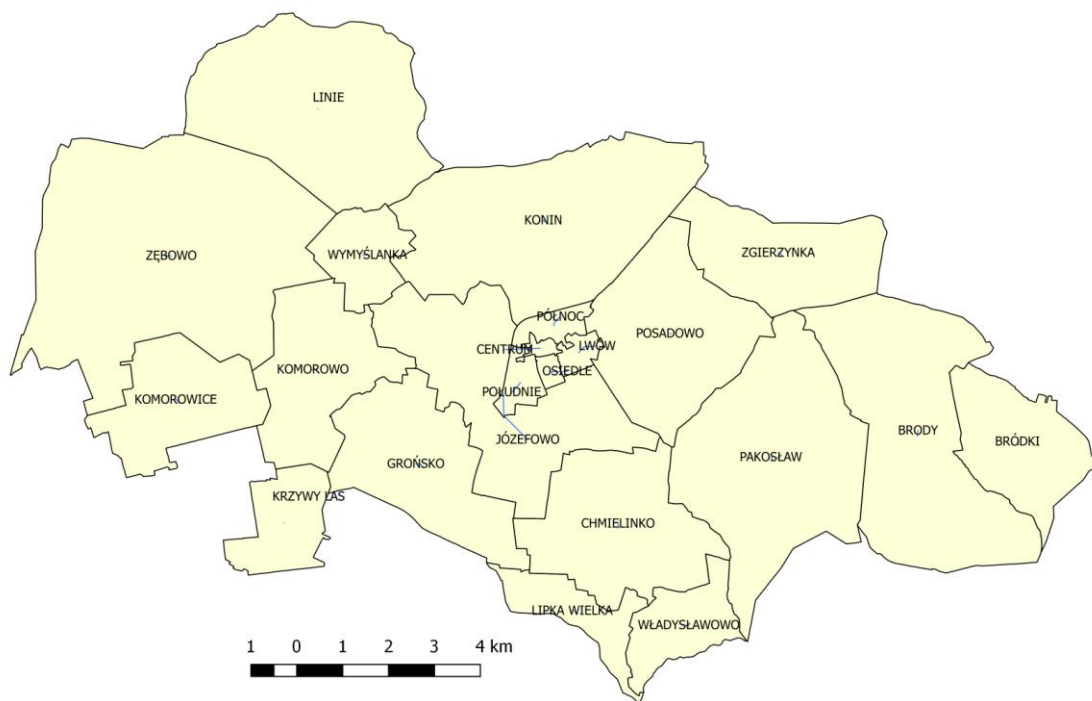 LINIE
KONIN
ZĘBOWO
WYMYŚLANKA
ZGIERZYNKA
PÓŁNOC
POSADOWO
CENTRUM
LWÓW
KOMOROWO
OSIEDLE
POŁUDNIE
KOMOROWICE
JÓZEFOWO
BRODY
BRÓDKI
GROŃSKO
PAKOSŁAW
KRZYWY LAS
CHMIELINKO
LIPKA WIELKA
WŁADYSŁAWOWO
1 0 1 2 3 4 km